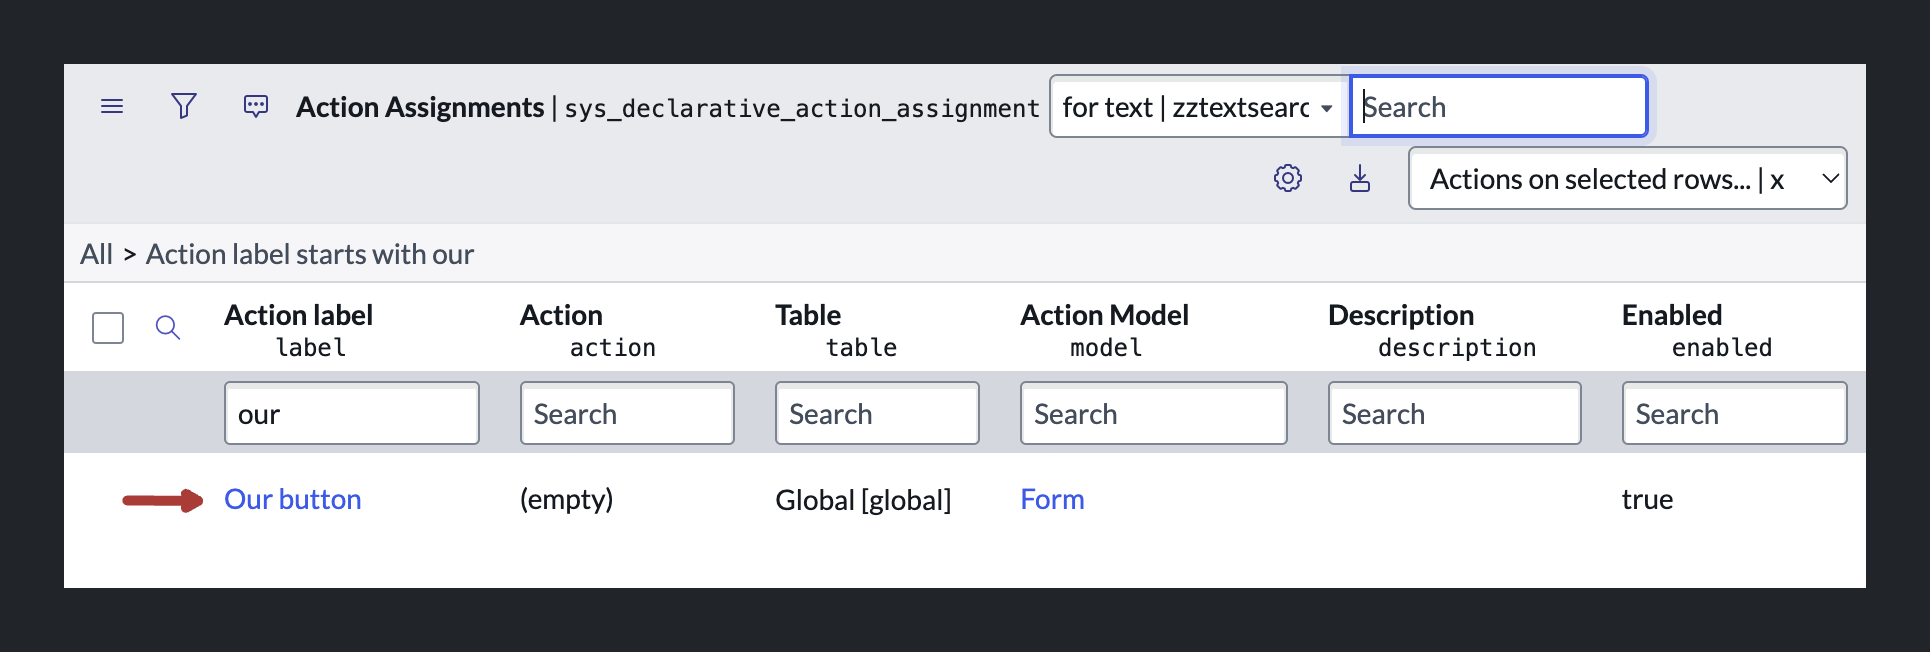 Action Assignments | sys_declarative_action_assignment for text | zztextsearc Search
Actions on selected rows... | x
All > Action label starts with our
Action label Action Table Action Model Description Enabled
label action table model description enabled
our Search Search Search Search Search
Our button (empty) Global [global] Form true